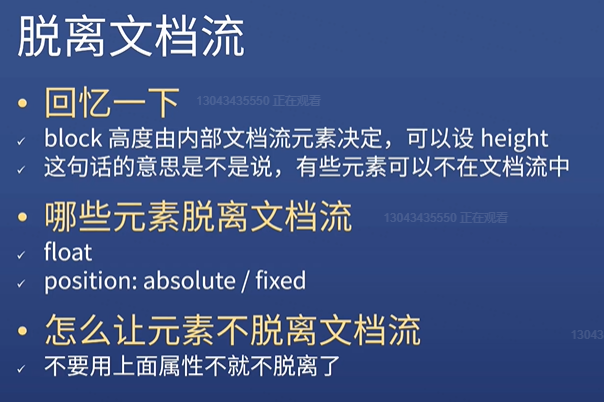 脱离文档流
回忆一下
13043435550 正在观看
block 高度由内部文档流元素决定，可以设 height
这句话的意思是不是说，有些元素可以不在文档流中
哪些元素脱离文档流
13043435550 正在观看
float
position: absolute / fixed
怎么让元素不脱离文档流
13043
不要用上面属性不就不脱离了